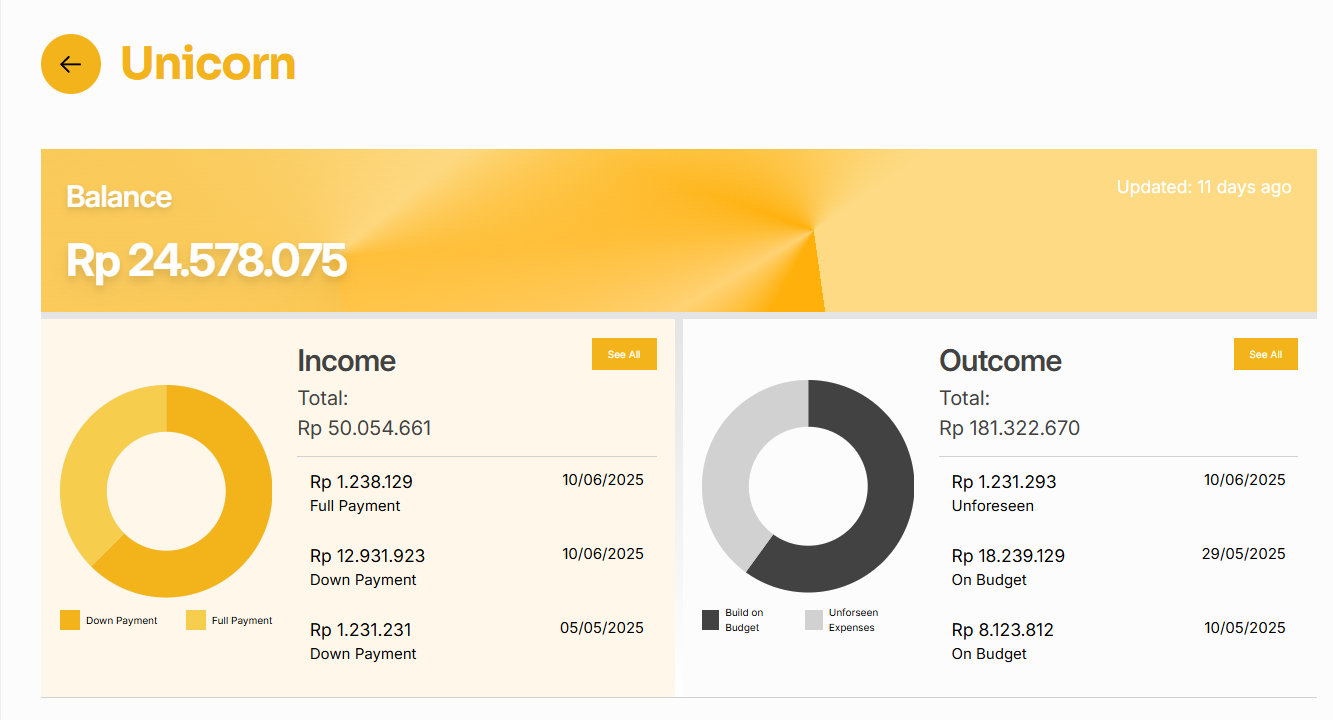 Unicorn
Balance
Updated: 11 days ago
Rp 24.578.075
Income
See All
Total:
Rp 50.054.661
Rp 1.238.129
10/06/2025
Full Payment
Rp 12.931.923
10/06/2025
Down Payment
Rp 1.231.231
05/05/2025
Down Payment
Down Payment
Full Payment
Outcome
See All
Total:
Rp 181.322.670
Rp 1.231.293
10/06/2025
Unforeseen
Rp 18.239.129
29/05/2025
On Budget
Rp 8.123.812
10/05/2025
On Budget
Build on
Budget
Unforseen
Expenses